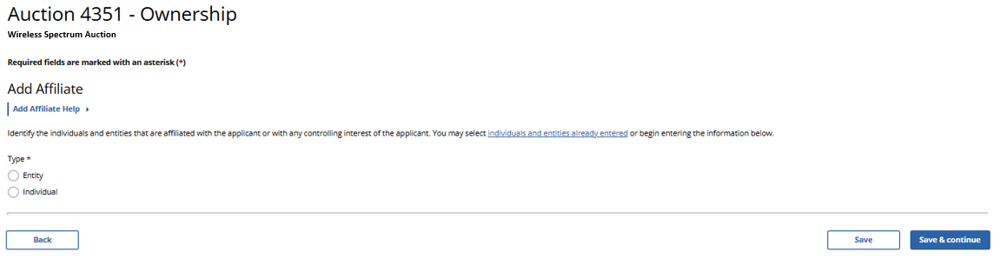 Auction 4351 - Ownership
Wireless Spectrum Auction
Required fields are marked with an asterisk (*)
Add Affiliate
Add Affiliate Help
Identify the individuals and entities that are affiliated with the applicant or with any controlling interest of the applicant. You may select individuals and entities already entered or begin entering the information below.
Type *
Entity
Individual
Back Save Save & continue